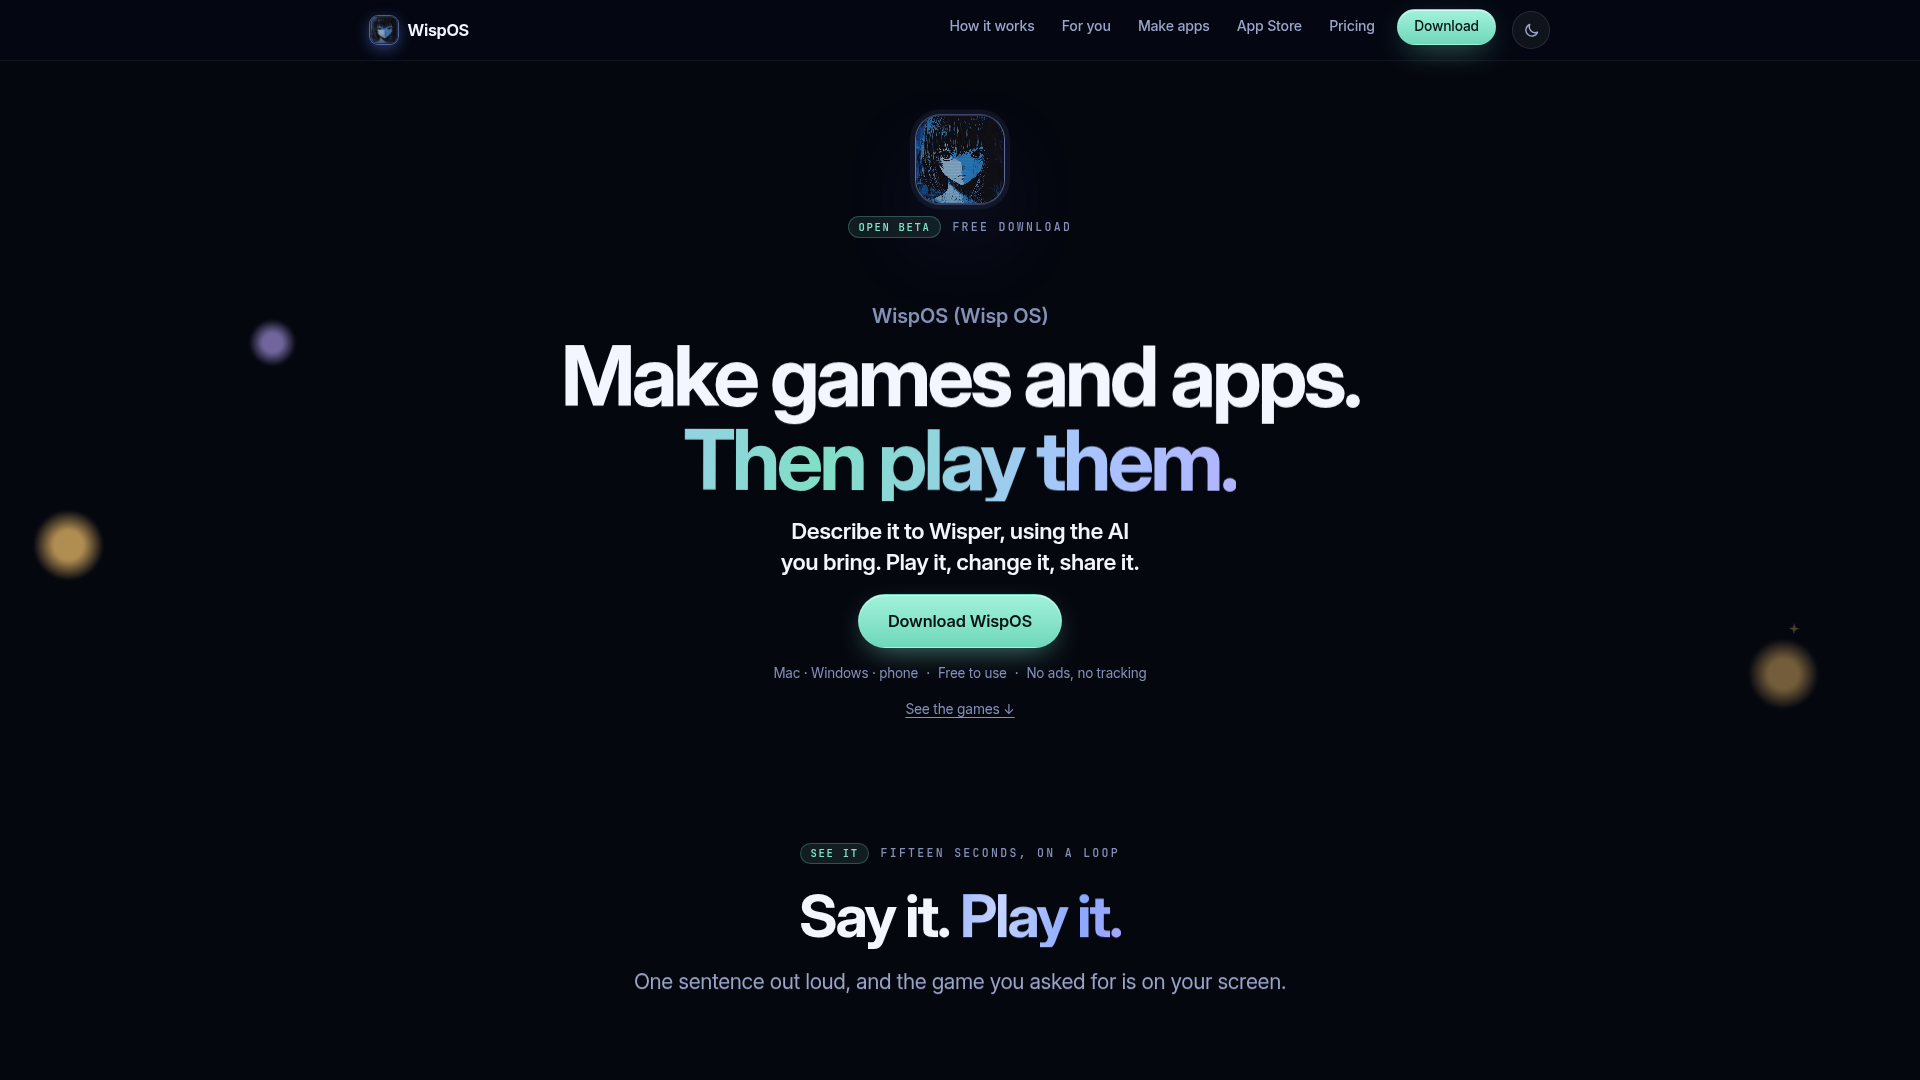 WispOS
How it works
For you
Make apps
App Store
Pricing
Download
OPEN BETA FREE DOWNLOAD
WispOS (Wisp OS)
Make games and apps.
Then play them.
Describe it to Wisper, using the AI
you bring. Play it, change it, share it.
Download WispOS
Mac · Windows · phone · Free to use · No ads, no tracking
See the games ↓
SEE IT FIFTEEN SECONDS, ON A LOOP
Say it. Play it.
One sentence out loud, and the game you asked for is on your screen.